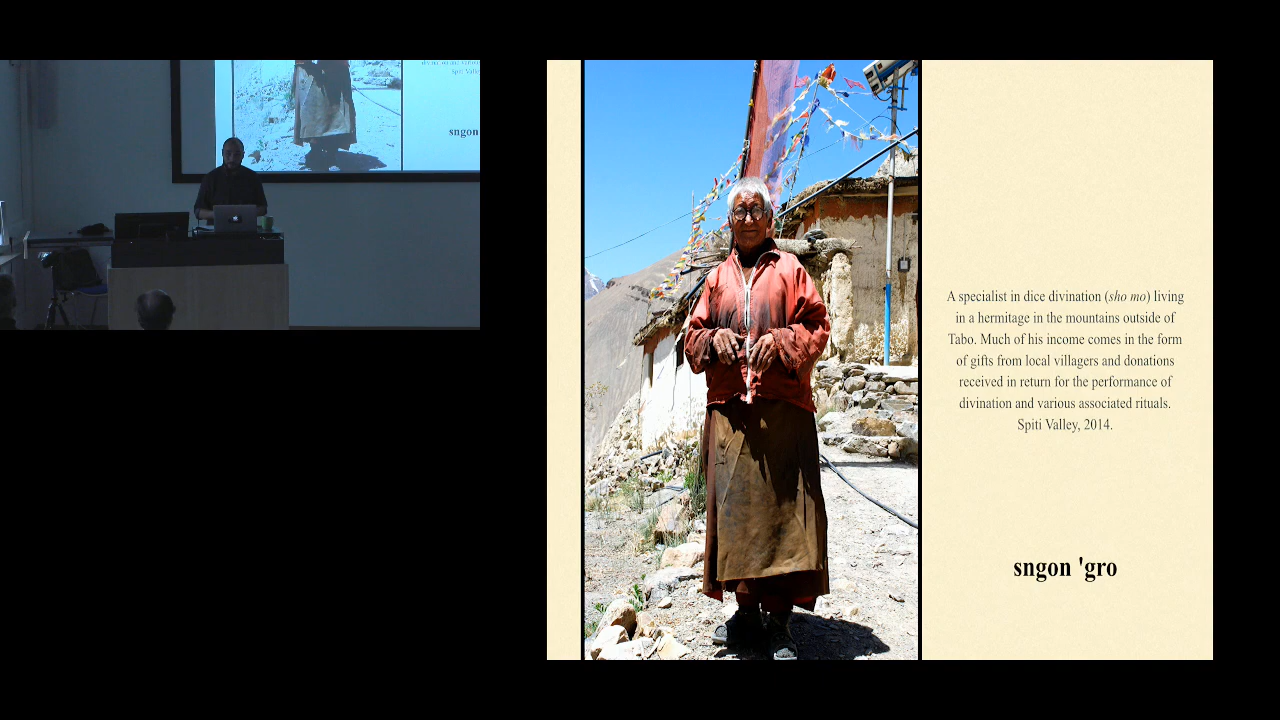 sngon
A specialist in dice divination (sho mo) living
in a hermitage in the mountains outside of
Tabo. Much of his income comes in the form
of gifts from local villagers and donations
received in return for the performance of
divination and various associated rituals.
Spiti Valley, 2014.
sngon 'gro